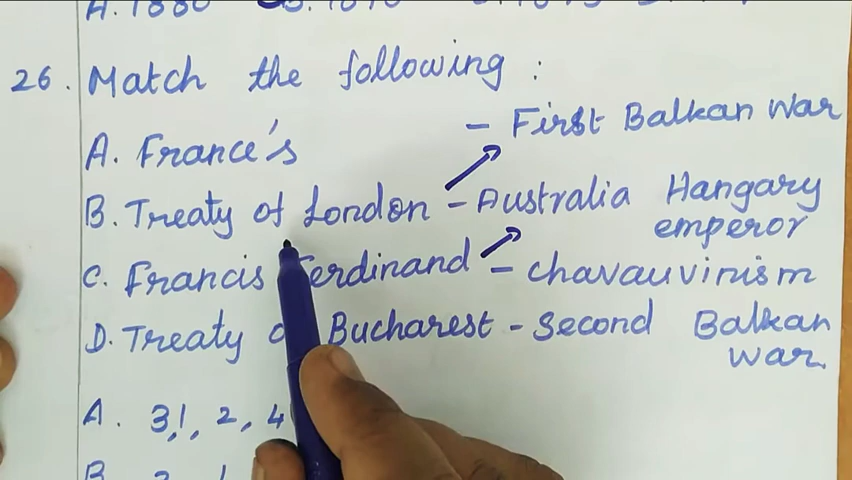 A. 1880
26. Match the following :
A. France's - First Balkan War
B. Treaty of London - Australia Hangary emperor
C. Francis Ferdinand - chavauvinism
D. Treaty Bucharest - Second Balkan war.
A. 3,1, 2, 4
B.